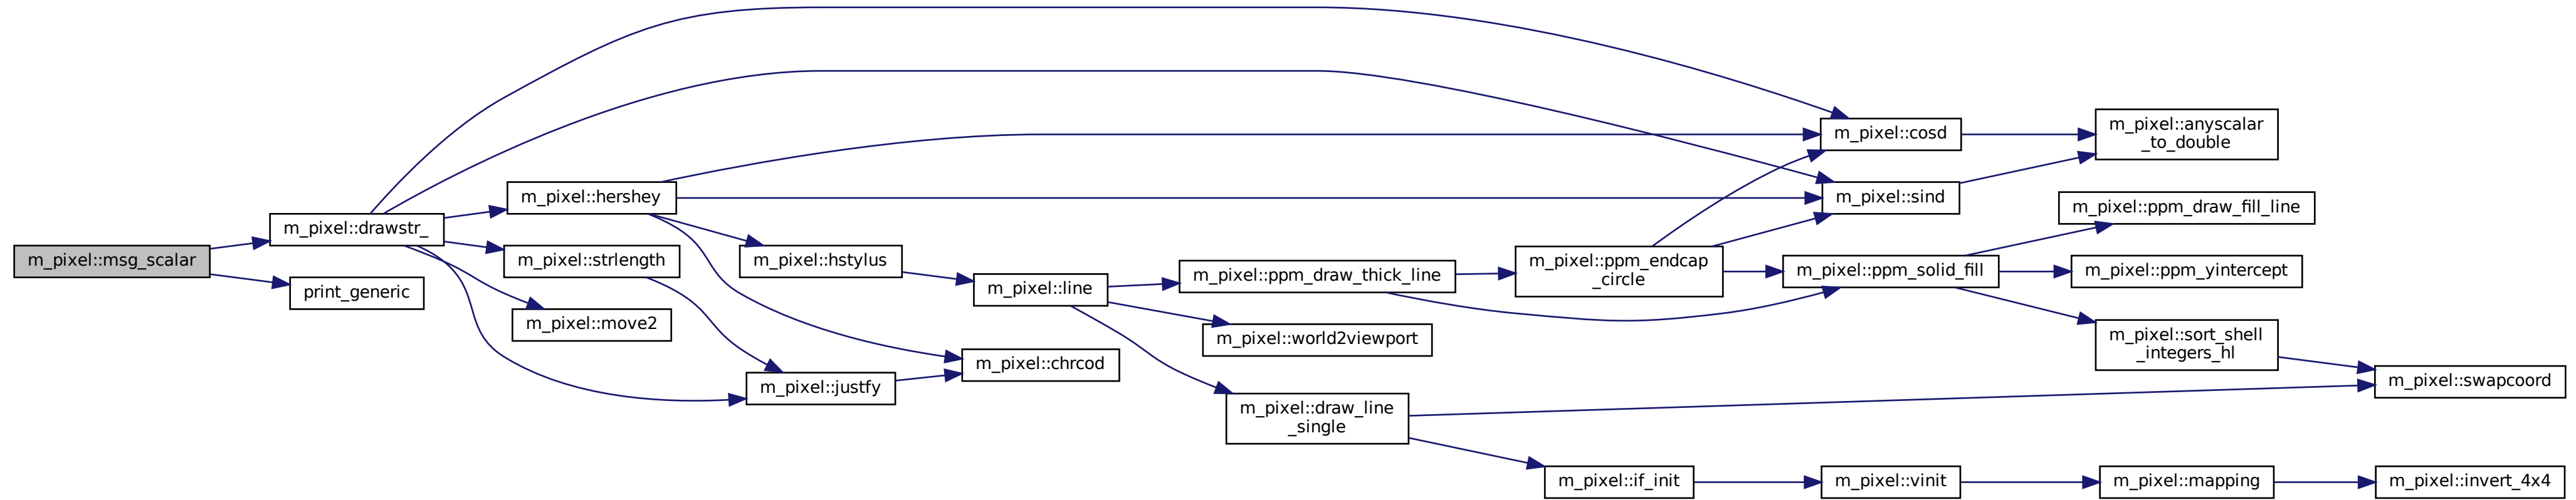 m_pixel::msg_scalar
m_pixel::drawstr_
print_generic
m_pixel::hershey
m_pixel::strlength
m_pixel::move2
m_pixel::hstylus
m_pixel::justfy
m_pixel::line
m_pixel::chrcod
m_pixel::ppm_draw_thick_line
m_pixel::world2viewport
m_pixel::draw_line
_single
m_pixel::ppm_endcap
_circle
m_pixel::if_init
m_pixel::cosd
m_pixel::sind
m_pixel::ppm_solid_fill
m_pixel::vinit
m_pixel::anyscalar
_to_double
m_pixel::ppm_draw_fill_line
m_pixel::ppm_yintercept
m_pixel::sort_shell
_integers_hl
m_pixel::mapping
m_pixel::swapcoord
m_pixel::invert_4x4